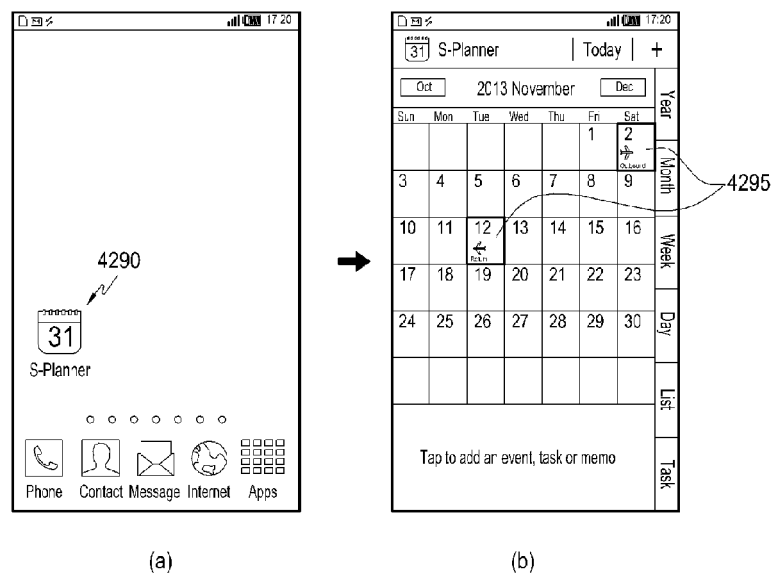 17:20
4290
31
S-Planner
Phone Contact Message Internet Apps
(a)
17:20
31 S-Planner Today +
Oct 2013 November Dec
Sun Mon Tue Wed Thu Fri Sat
1 2
Outbound
3 4 5 6 7 8 9
10 11 12 13 14 15 16
Return
17 18 19 20 21 22 23
24 25 26 27 28 29 30
Tap to add an event, task or memo
Year
Month
Week
Day
List
Task
4295
(b)